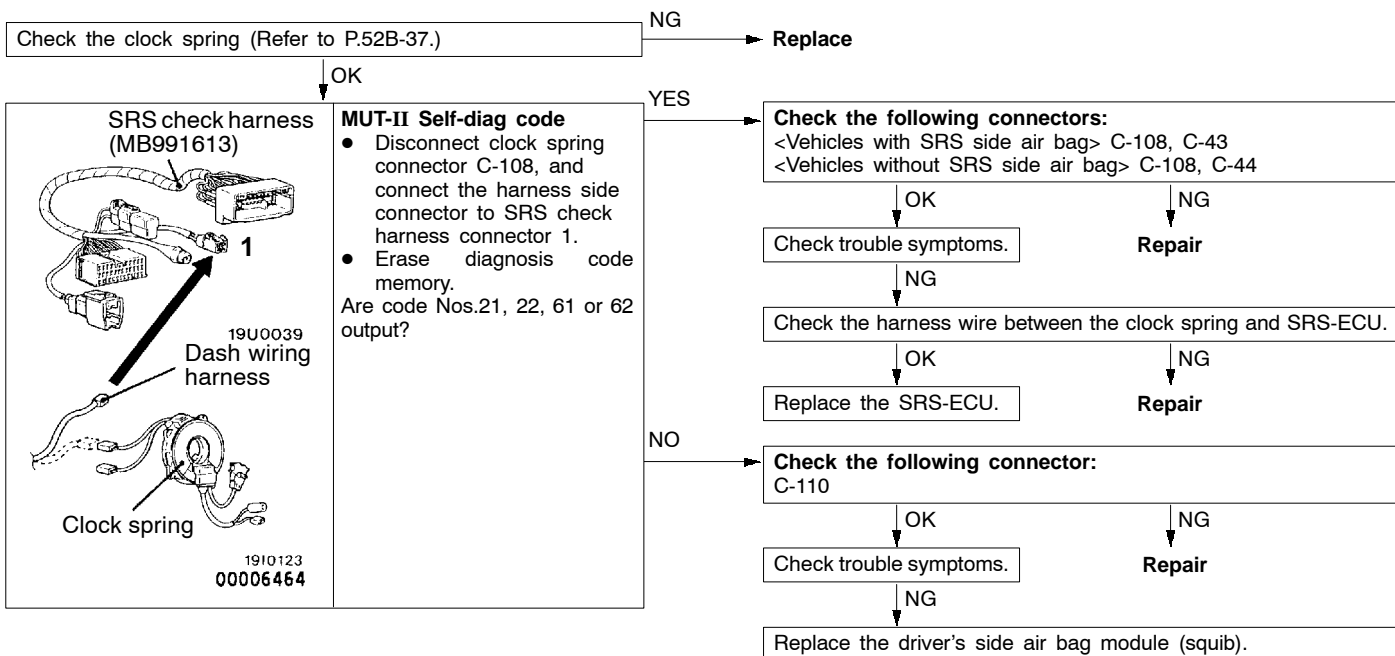 Check the clock spring (Refer to P.52B-37.)
NG
Replace
OK
SRS check harness
(MB991613)
1
19U0039
Dash wiring
harness
Clock spring
19I0123
00006464
MUT-II Self-diag code
● Disconnect clock spring
connector C-108, and
connect the harness side
connector to SRS check
harness connector 1.
● Erase diagnosis code
memory.
Are code Nos.21, 22, 61 or 62
output?
YES
Check the following connectors:
<Vehicles with SRS side air bag> C-108, C-43
<Vehicles without SRS side air bag> C-108, C-44
OK
NG
Check trouble symptoms.
Repair
NG
Check the harness wire between the clock spring and SRS-ECU.
OK
NG
Replace the SRS-ECU.
Repair
NO
Check the following connector:
C-110
OK
NG
Check trouble symptoms.
Repair
NG
Replace the driver's side air bag module (squib).